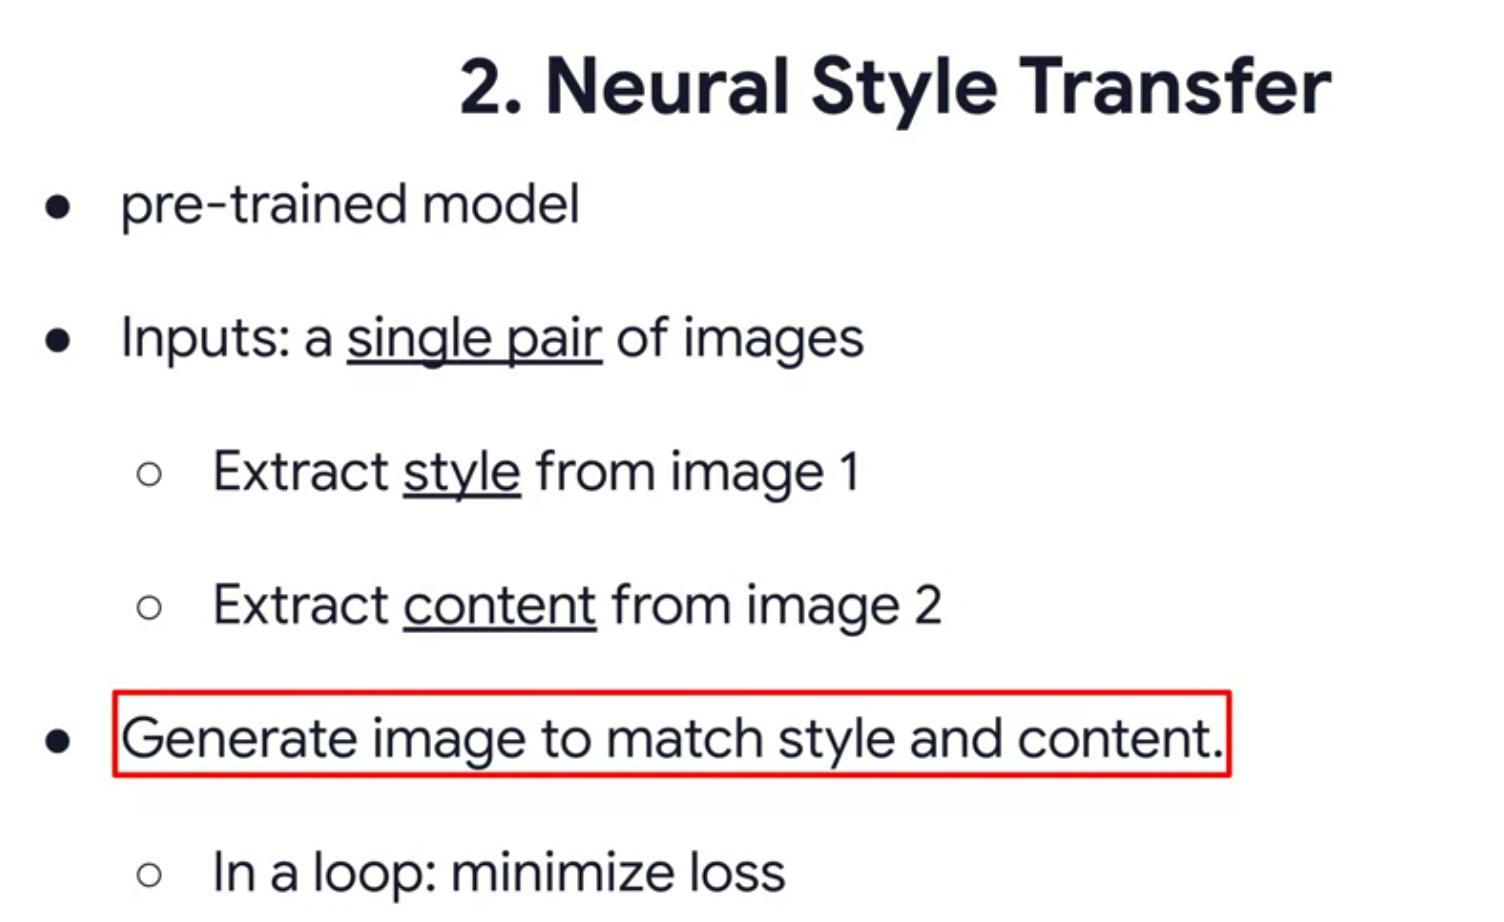 2. Neural Style Transfer
● pre-trained model
● Inputs: a single pair of images
○ Extract style from image 1
○ Extract content from image 2
● Generate image to match style and content.
○ In a loop: minimize loss